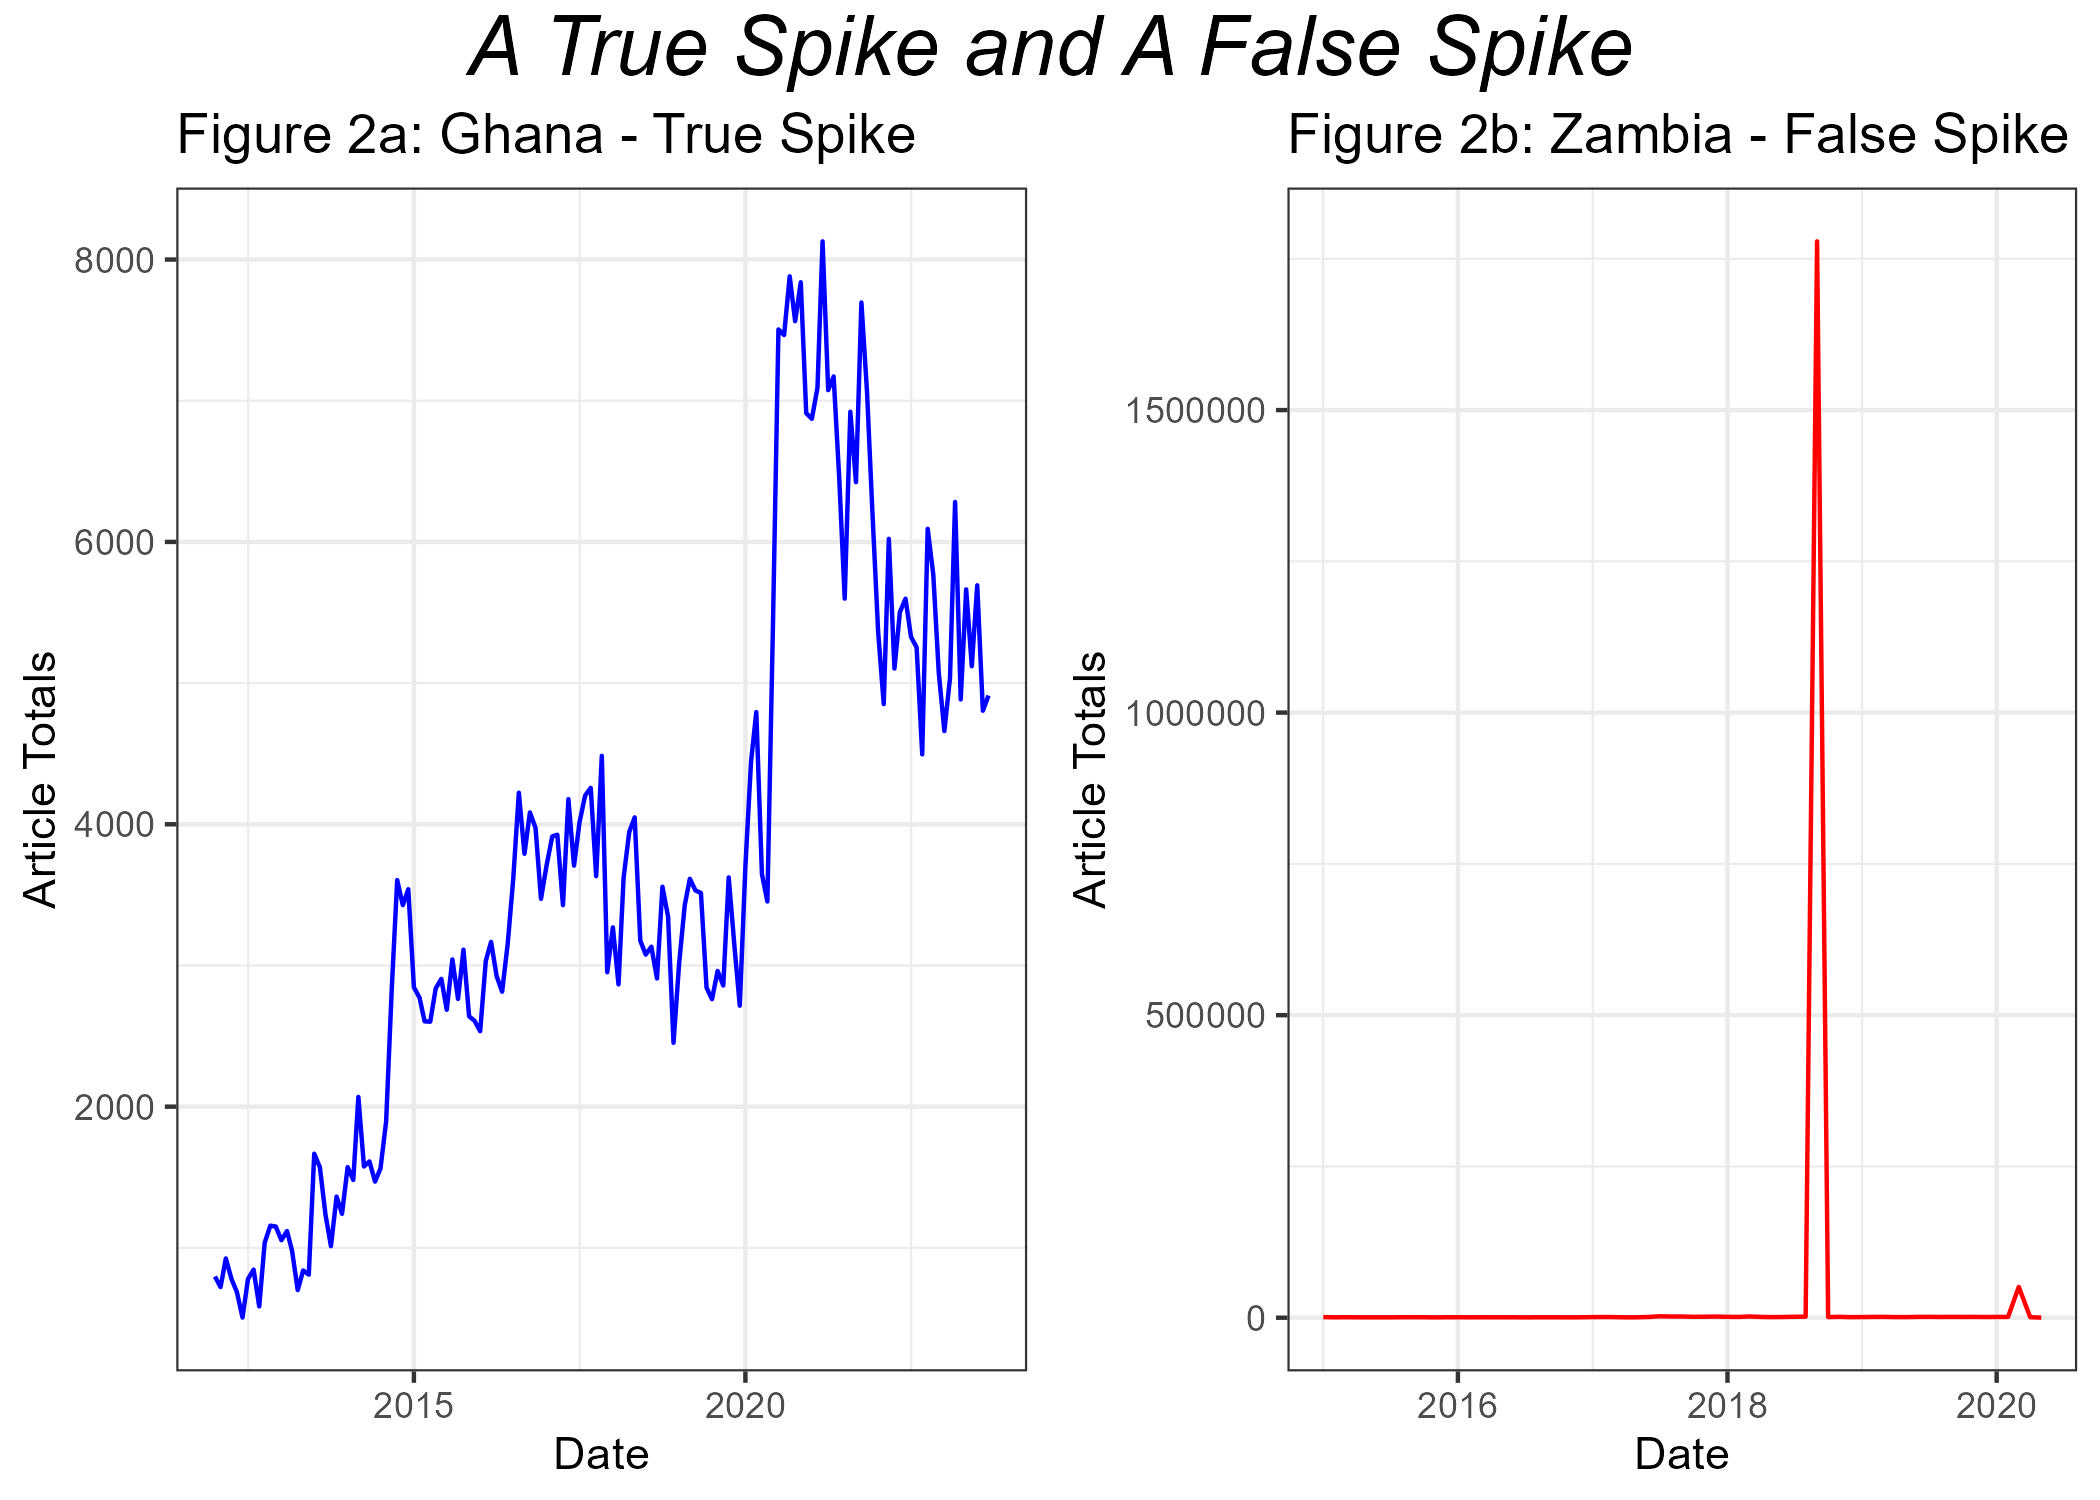 A True Spike and A False Spike
Figure 2a: Ghana - True Spike
8000
6000
4000
2000
Article Totals
2015
2020
Date
Figure 2b: Zambia - False Spike
1500000
1000000
500000
0
Article Totals
2016
2018
2020
Date